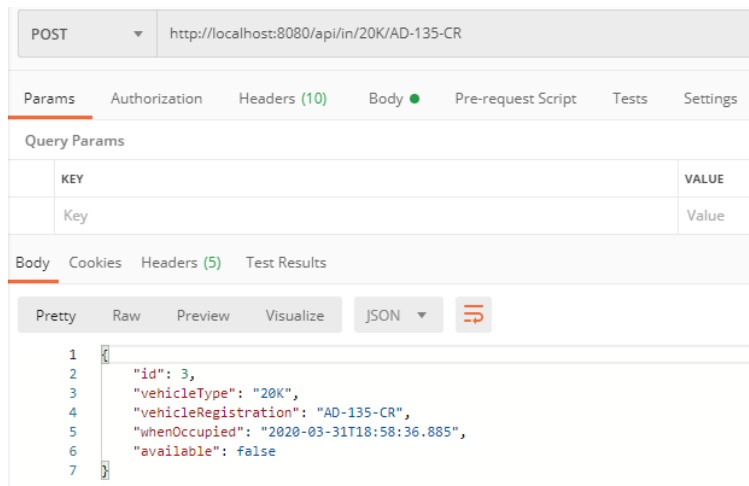 POST http://localhost:8080/api/in/20K/AD-135-CR
Params Authorization Headers (10) Body Pre-request Script Tests Settings
Query Params
KEY VALUE
Key Value
Body Cookies Headers (5) Test Results
Pretty Raw Preview Visualize JSON
1 {
2 "id": 3,
3 "vehicleType": "20K",
4 "vehicleRegistration": "AD-135-CR",
5 "whenOccupied": "2020-03-31T18:58:36.885",
6 "available": false
7 }